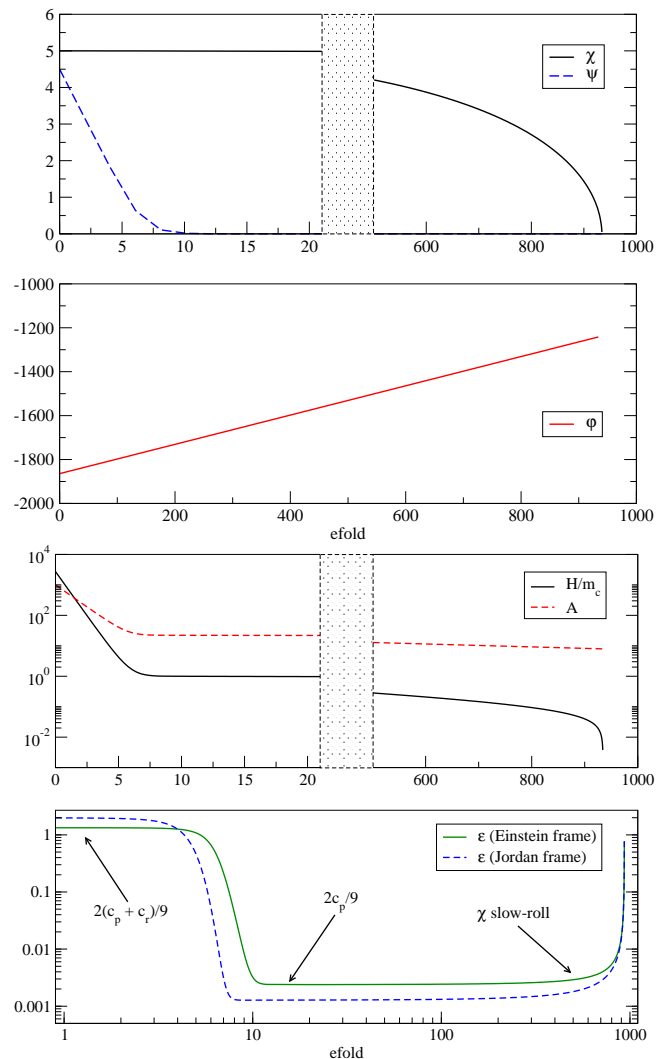 6
5
4
3
2
1
0
χ
ψ
0 5 10 15 20 600 800 1000
-1000
-1200
-1400
-1600
-1800
-2000
φ
0 200 400 600 800 1000
efold
10^4
10^2
10^0
10^-2
H/m_c
A
0 5 10 15 20 600 800 1000
1
0.1
0.01
0.001
ε (Einstein frame)
ε (Jordan frame)
2(c_p + c_r)/9
2c_p/9
χ slow-roll
1 10 100 1000
efold